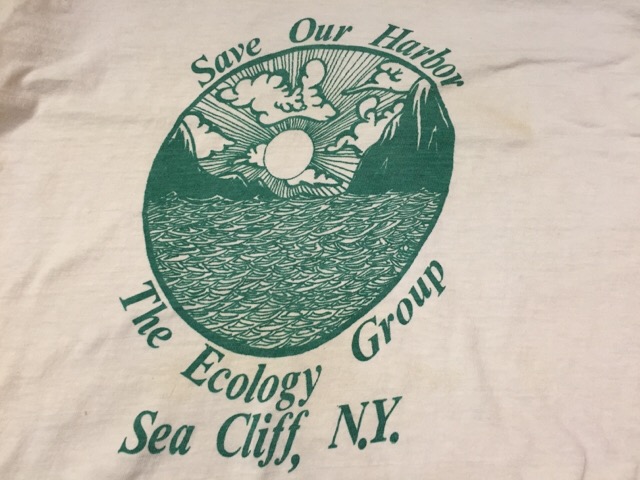 Save Our Harbor
The Ecology Group
Sea Cliff, N.Y.